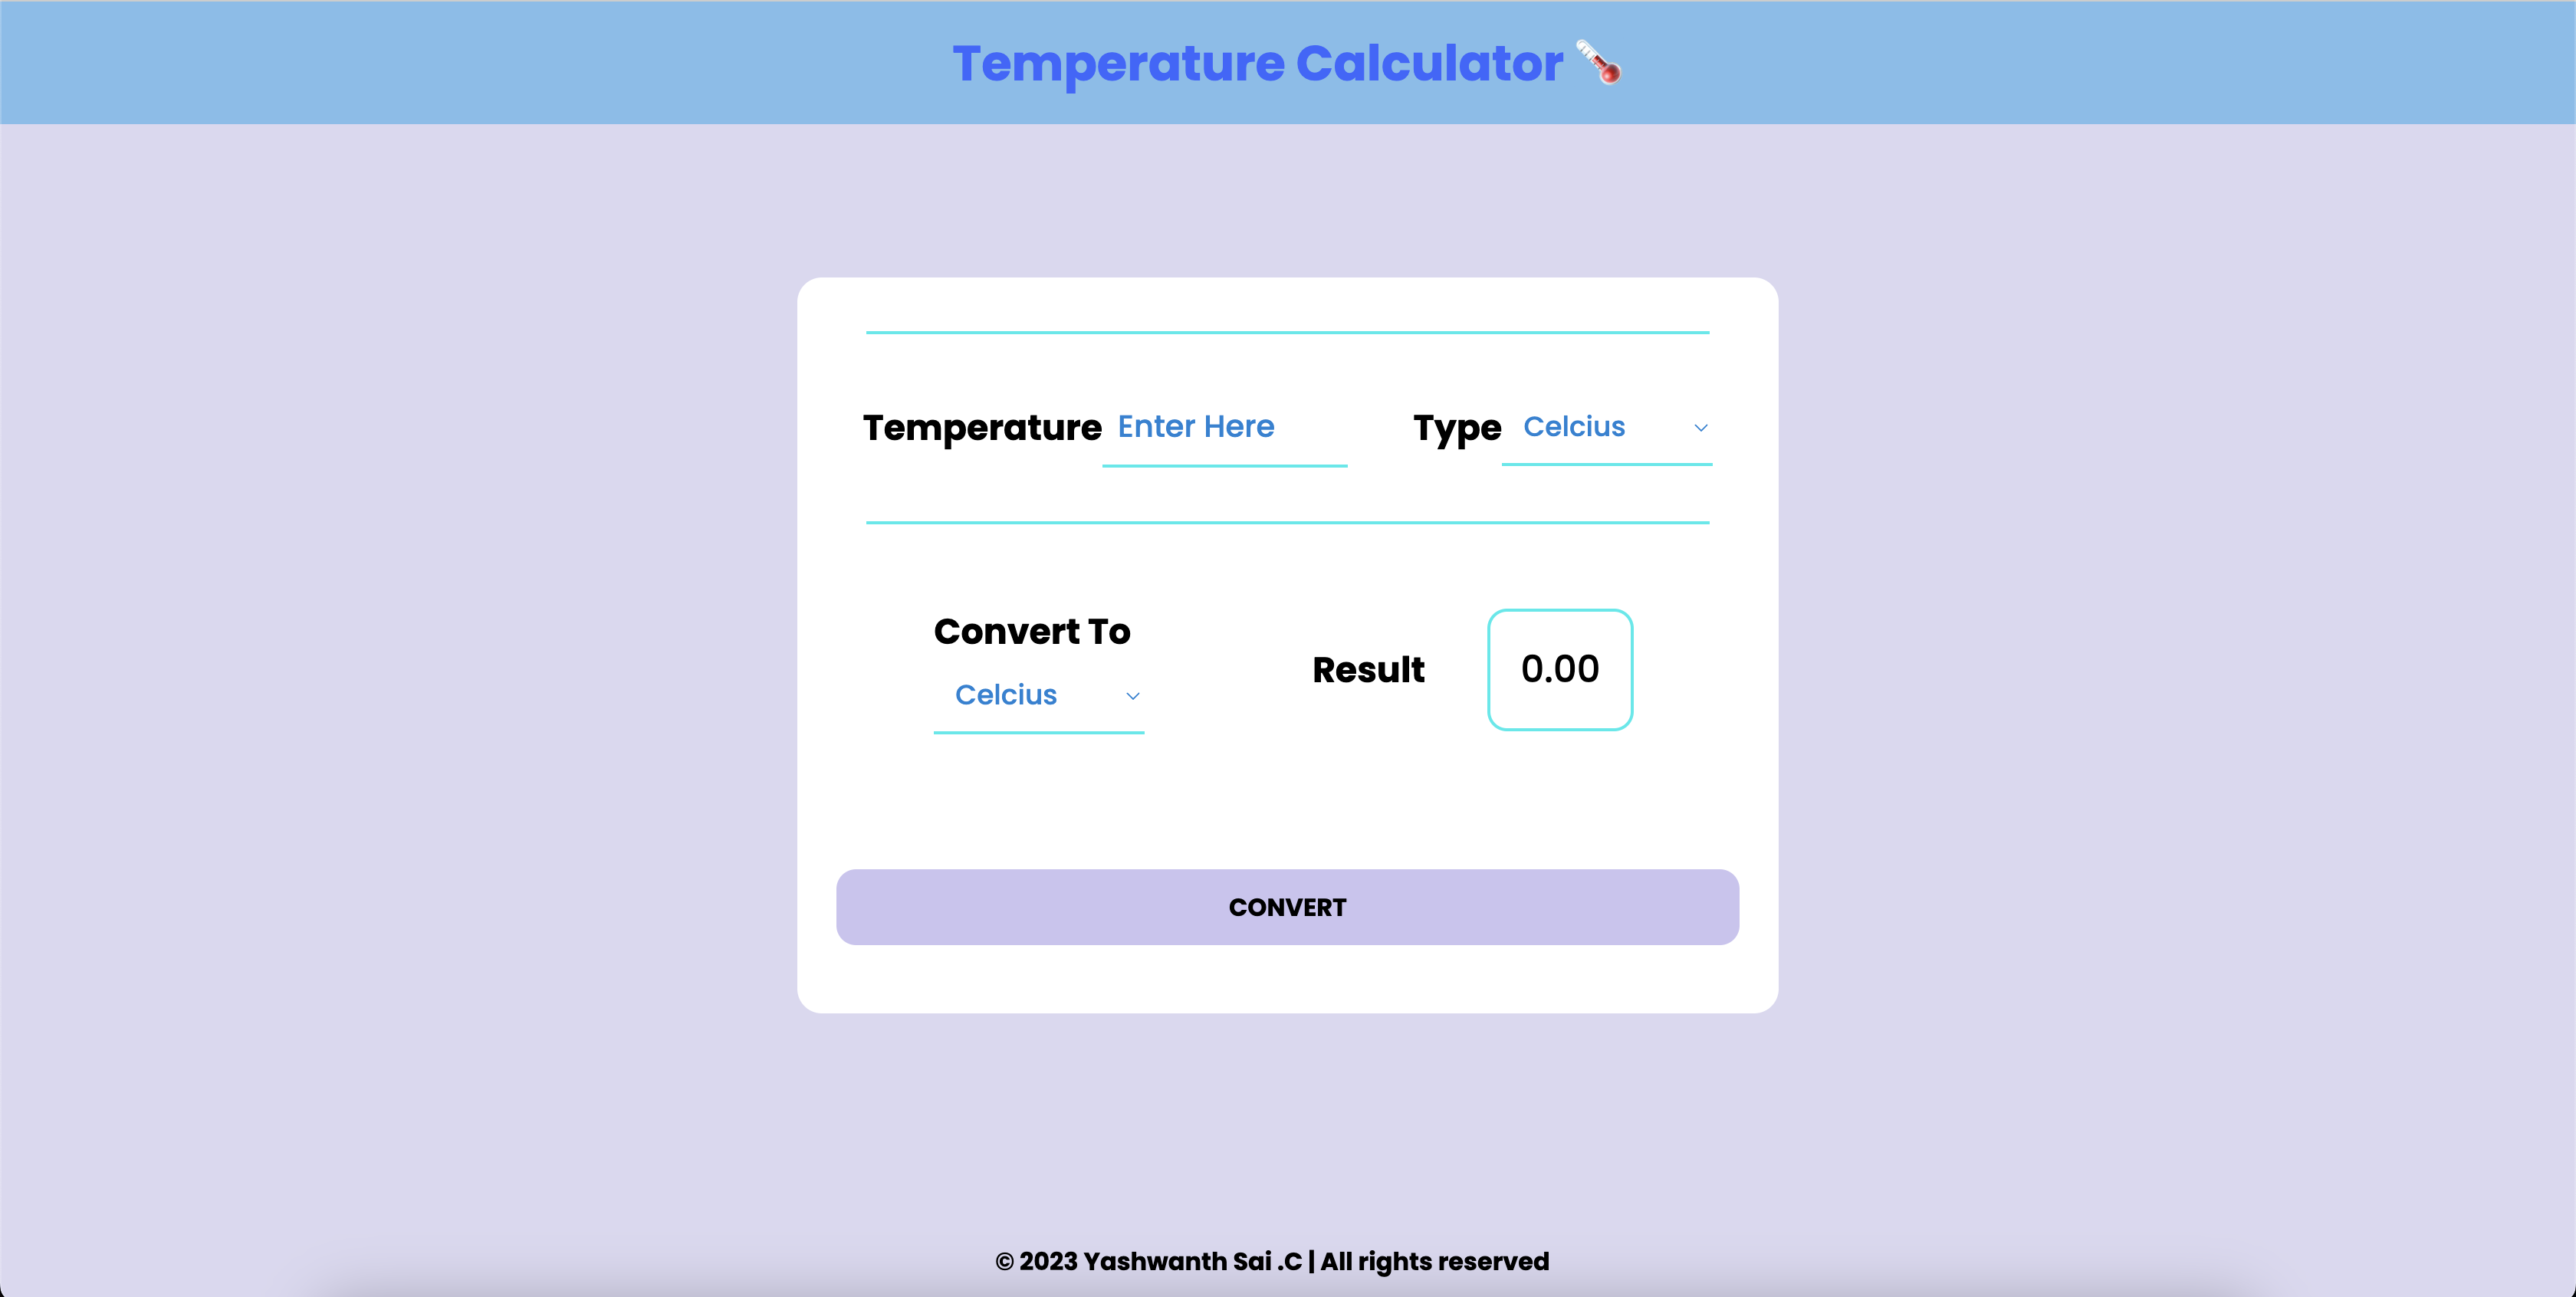 Temperature Calculator 🌡️
Temperature Enter Here Type Celcius
Convert To
Celcius
Result 0.00
CONVERT
© 2023 Yashwanth Sai .C | All rights reserved